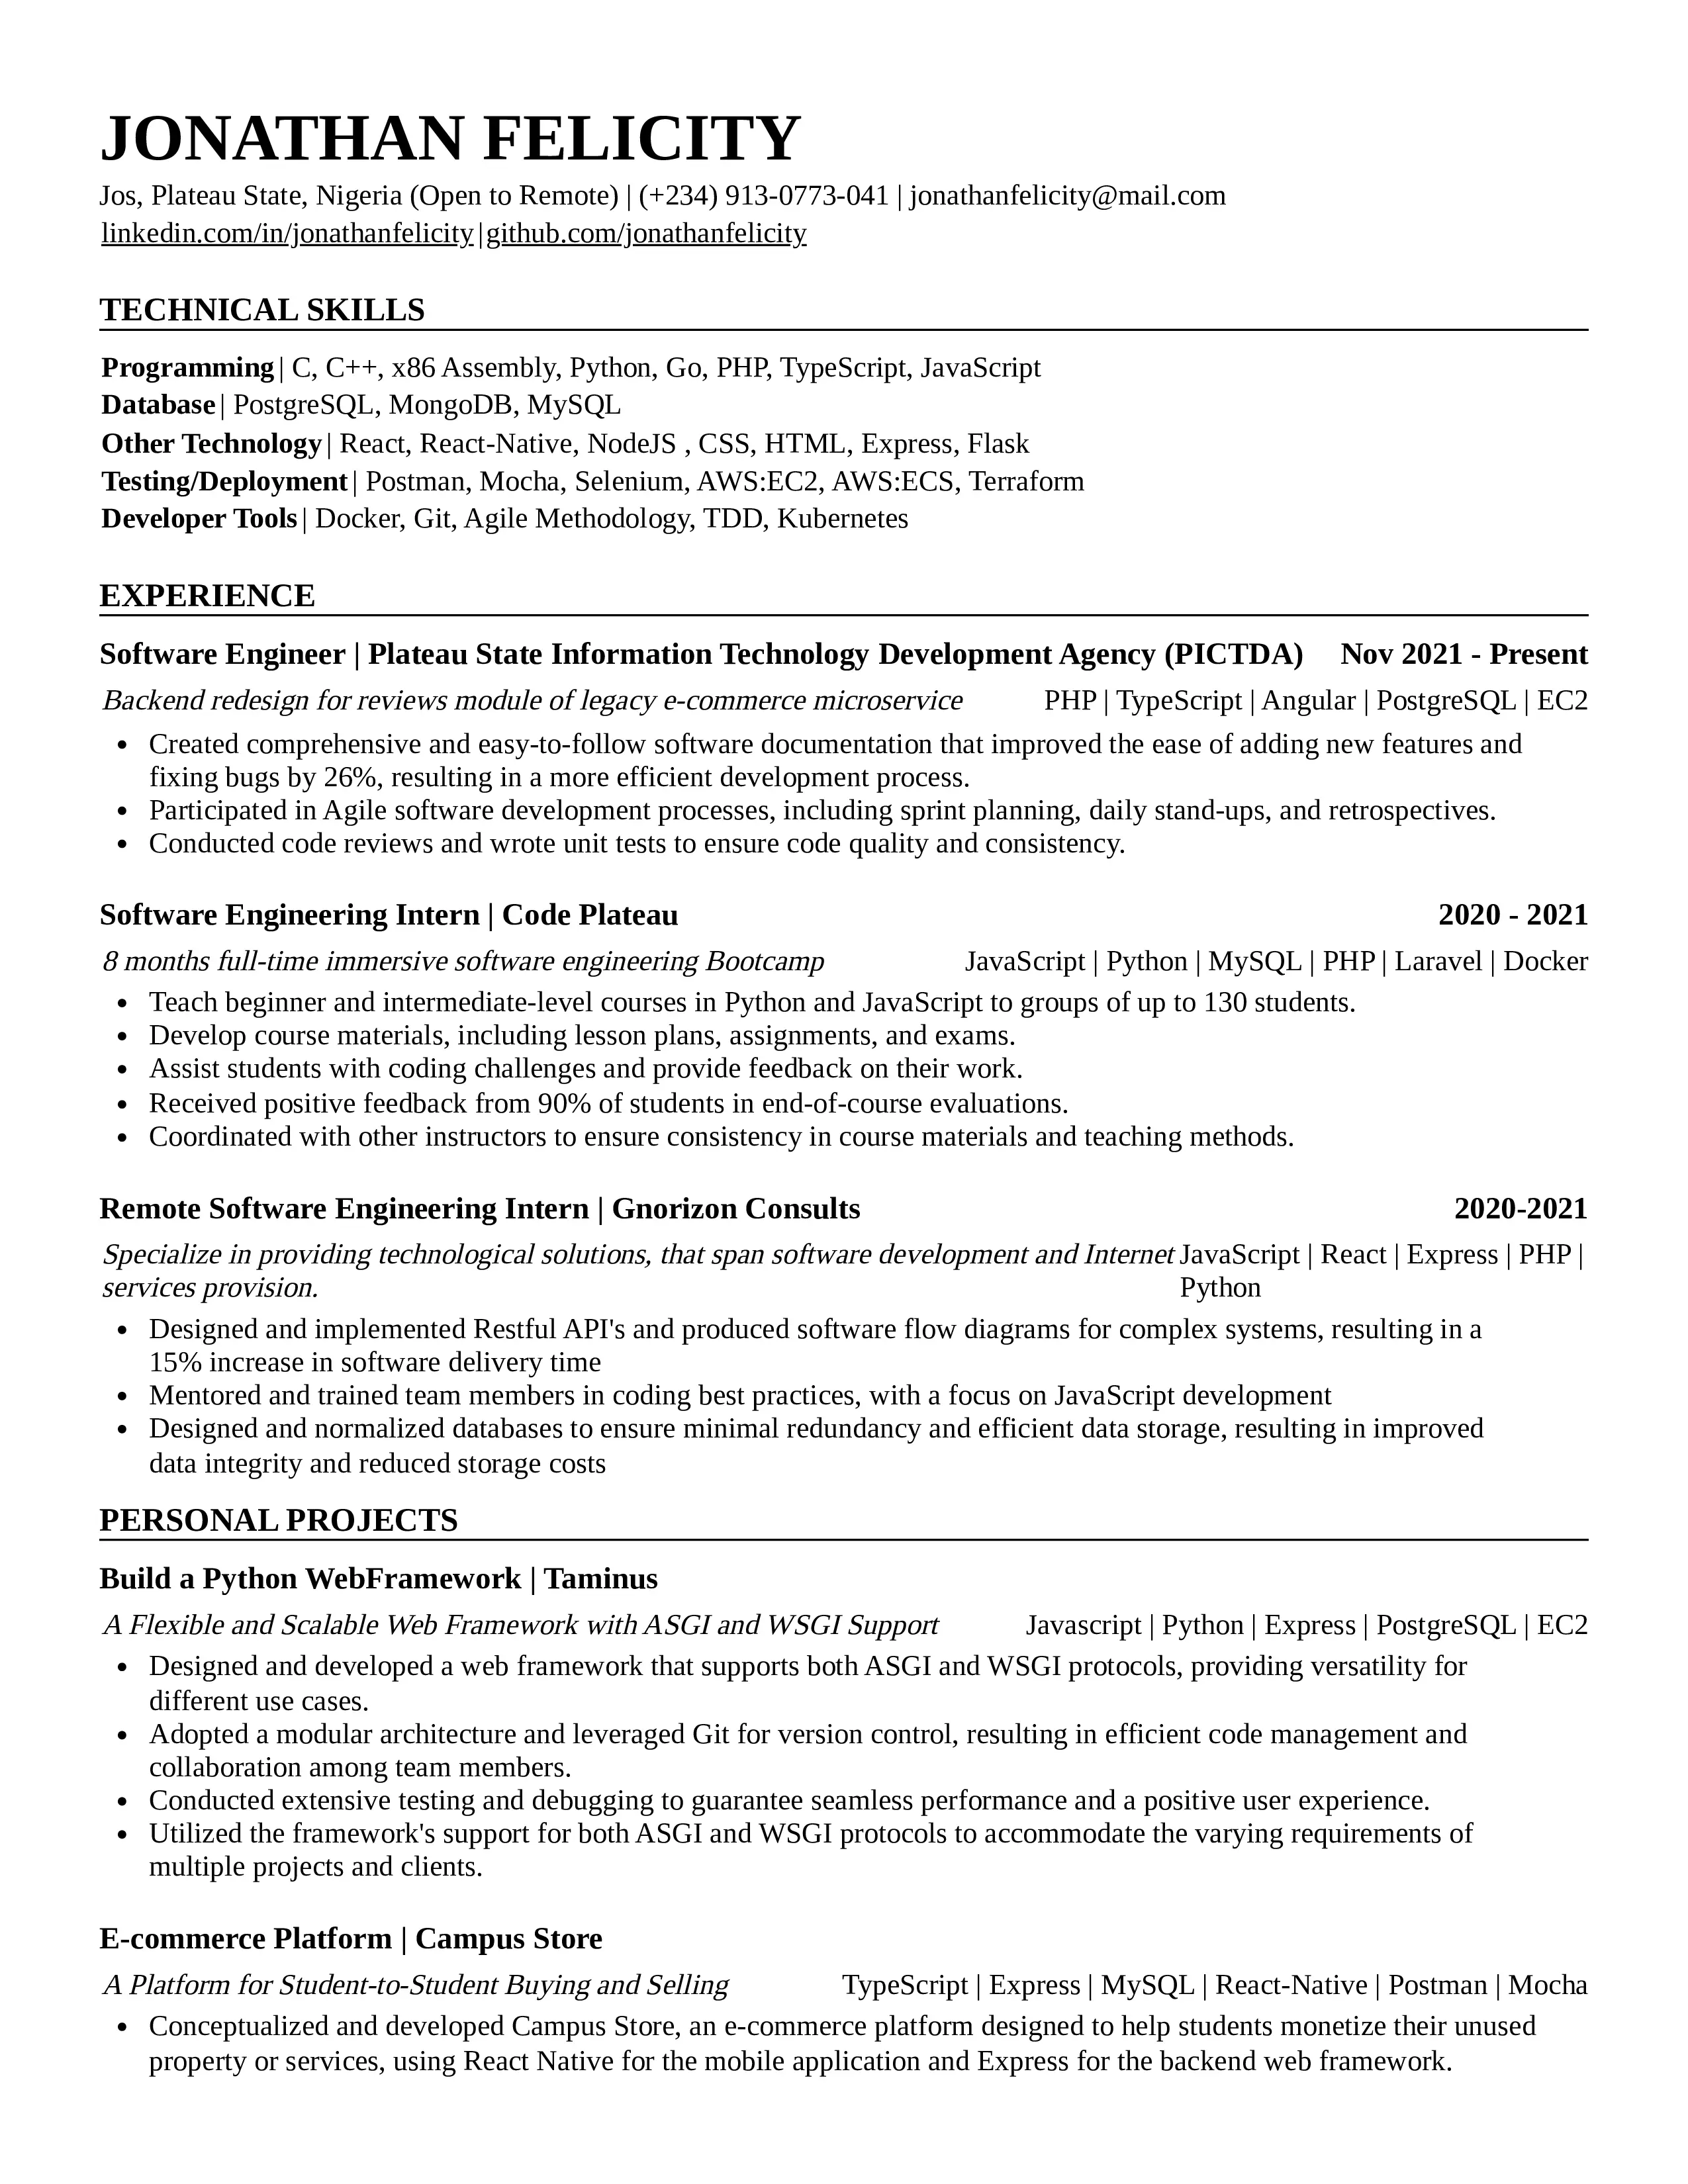 JONATHAN FELICITY
Jos, Plateau State, Nigeria (Open to Remote) | (+234) 913-0773-041 | jonathanfelicity@mail.com
linkedin.com/in/jonathanfelicity | github.com/jonathanfelicity
TECHNICAL SKILLS
Programming | C, C++, x86 Assembly, Python, Go, PHP, TypeScript, JavaScript
Database | PostgreSQL, MongoDB, MySQL
Other Technology | React, React-Native, NodeJS , CSS, HTML, Express, Flask
Testing/Deployment | Postman, Mocha, Selenium, AWS:EC2, AWS:ECS, Terraform
Developer Tools | Docker, Git, Agile Methodology, TDD, Kubernetes
EXPERIENCE
Software Engineer | Plateau State Information Technology Development Agency (PICTDA) Nov 2021 - Present
Backend redesign for reviews module of legacy e-commerce microservice PHP | TypeScript | Angular | PostgreSQL | EC2
• Created comprehensive and easy-to-follow software documentation that improved the ease of adding new features and
fixing bugs by 26%, resulting in a more efficient development process.
• Participated in Agile software development processes, including sprint planning, daily stand-ups, and retrospectives.
• Conducted code reviews and wrote unit tests to ensure code quality and consistency.
Software Engineering Intern | Code Plateau 2020 - 2021
8 months full-time immersive software engineering Bootcamp JavaScript | Python | MySQL | PHP | Laravel | Docker
• Teach beginner and intermediate-level courses in Python and JavaScript to groups of up to 130 students.
• Develop course materials, including lesson plans, assignments, and exams.
• Assist students with coding challenges and provide feedback on their work.
• Received positive feedback from 90% of students in end-of-course evaluations.
• Coordinated with other instructors to ensure consistency in course materials and teaching methods.
Remote Software Engineering Intern | Gnorizon Consults 2020-2021
Specialize in providing technological solutions, that span software development and Internet JavaScript | React | Express | PHP |
services provision. Python
• Designed and implemented Restful API's and produced software flow diagrams for complex systems, resulting in a
15% increase in software delivery time
• Mentored and trained team members in coding best practices, with a focus on JavaScript development
• Designed and normalized databases to ensure minimal redundancy and efficient data storage, resulting in improved
data integrity and reduced storage costs
PERSONAL PROJECTS
Build a Python WebFramework | Taminus
A Flexible and Scalable Web Framework with ASGI and WSGI Support Javascript | Python | Express | PostgreSQL | EC2
• Designed and developed a web framework that supports both ASGI and WSGI protocols, providing versatility for
different use cases.
• Adopted a modular architecture and leveraged Git for version control, resulting in efficient code management and
collaboration among team members.
• Conducted extensive testing and debugging to guarantee seamless performance and a positive user experience.
• Utilized the framework's support for both ASGI and WSGI protocols to accommodate the varying requirements of
multiple projects and clients.
E-commerce Platform | Campus Store
A Platform for Student-to-Student Buying and Selling TypeScript | Express | MySQL | React-Native | Postman | Mocha
• Conceptualized and developed Campus Store, an e-commerce platform designed to help students monetize their unused
property or services, using React Native for the mobile application and Express for the backend web framework.